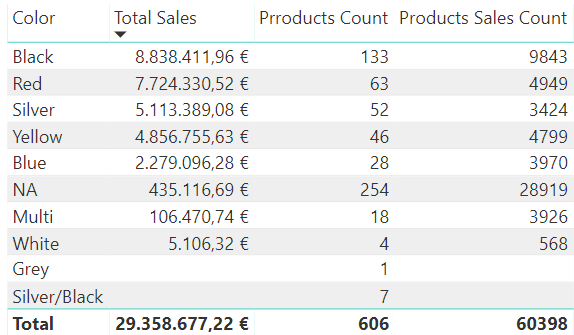 Color Total Sales Prroducts Count Products Sales Count
Black 8.838.411,96 € 133 9843
Red 7.724.330,52 € 63 4949
Silver 5.113.389,08 € 52 3424
Yellow 4.856.755,63 € 46 4799
Blue 2.279.096,28 € 28 3970
NA 435.116,69 € 254 28919
Multi 106.470,74 € 18 3926
White 5.106,32 € 4 568
Grey 1
Silver/Black 7
Total 29.358.677,22 € 606 60398